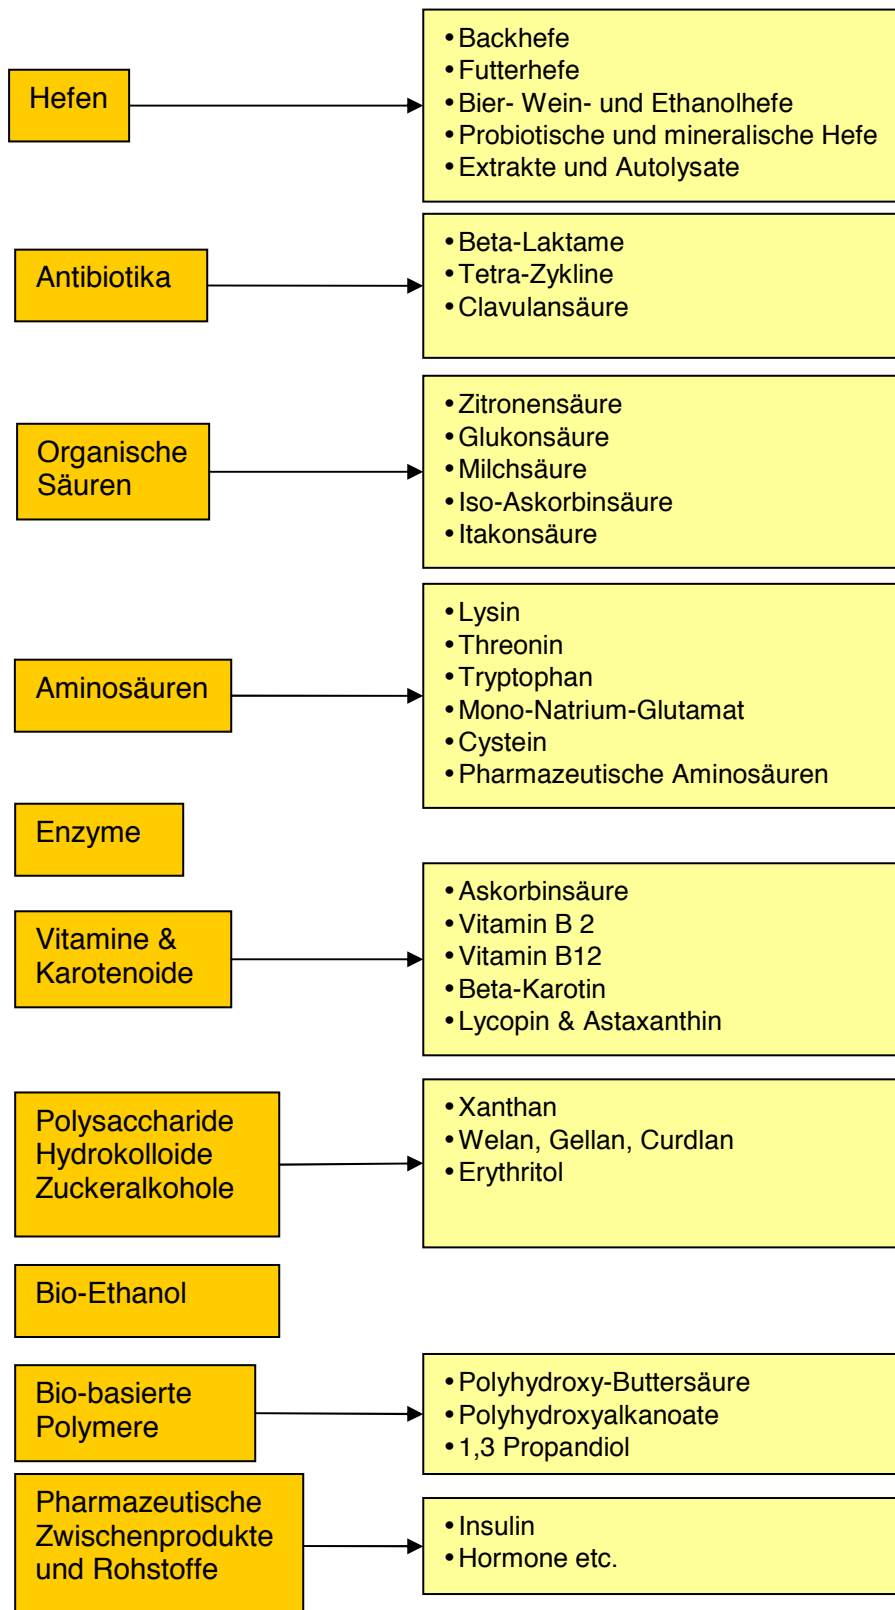 Hefen
•Backhefe
•Futterhefe
•Bier- Wein- und Ethanolhefe
•Probiotische und mineralische Hefe
•Extrakte und Autolysate
Antibiotika
•Beta-Laktame
•Tetra-Zykline
•Clavulansäure
Organische
Säuren
•Zitronensäure
•Glukonsäure
•Milchsäure
•Iso-Askorbinsäure
•Itakonsäure
Aminosäuren
•Lysin
•Threonin
•Tryptophan
•Mono-Natrium-Glutamat
•Cystein
•Pharmazeutische Aminosäuren
Enzyme
Vitamine &
Karotenoide
•Askorbinsäure
•Vitamin B 2
•Vitamin B12
•Beta-Karotin
•Lycopin & Astaxanthin
Polysaccharide
Hydrokolloide
Zuckeralkohole
•Xanthan
•Welan, Gellan, Curdlan
•Erythritol
Bio-Ethanol
Bio-basierte
Polymere
•Polyhydroxy-Buttersäure
•Polyhydroxyalkanoate
•1,3 Propandiol
Pharmazeutische
Zwischenprodukte
und Rohstoffe
•Insulin
•Hormone etc.